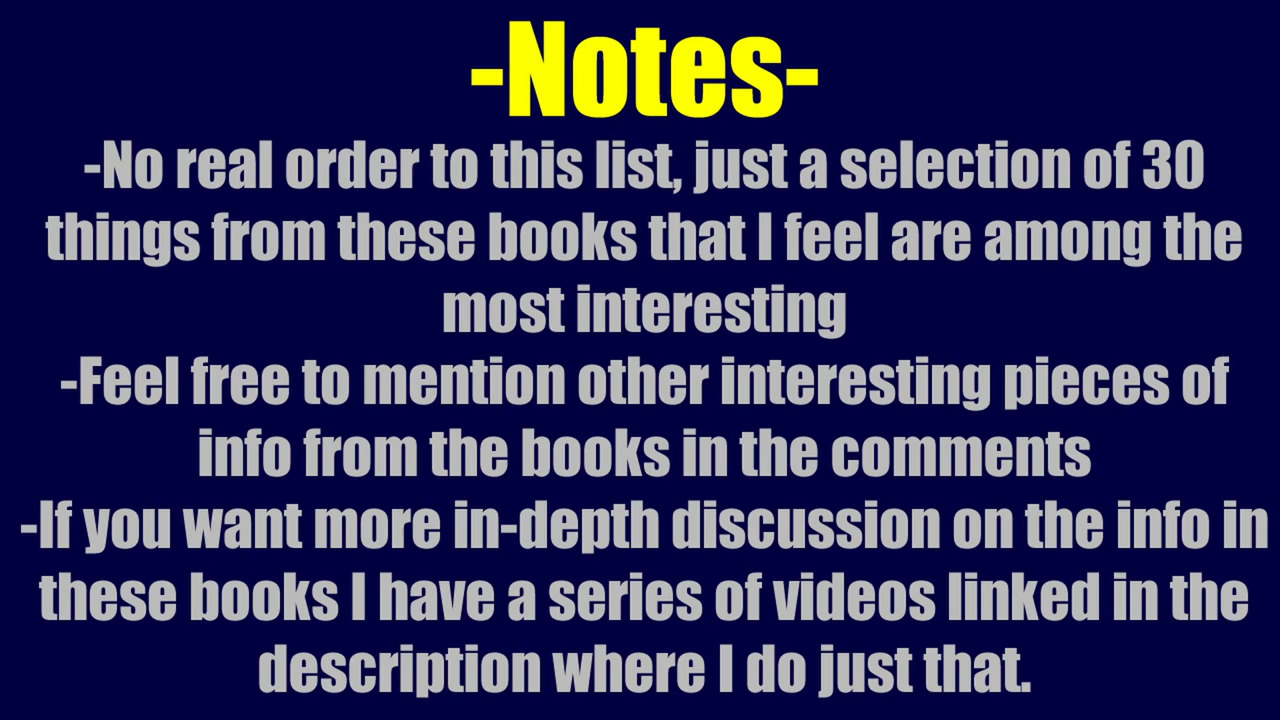 -Notes-
-No real order to this list, just a selection of 30
things from these books that I feel are among the
most interesting
-Feel free to mention other interesting pieces of
info from the books in the comments
-If you want more in-depth discussion on the info in
these books I have a series of videos linked in the
description where I do just that.